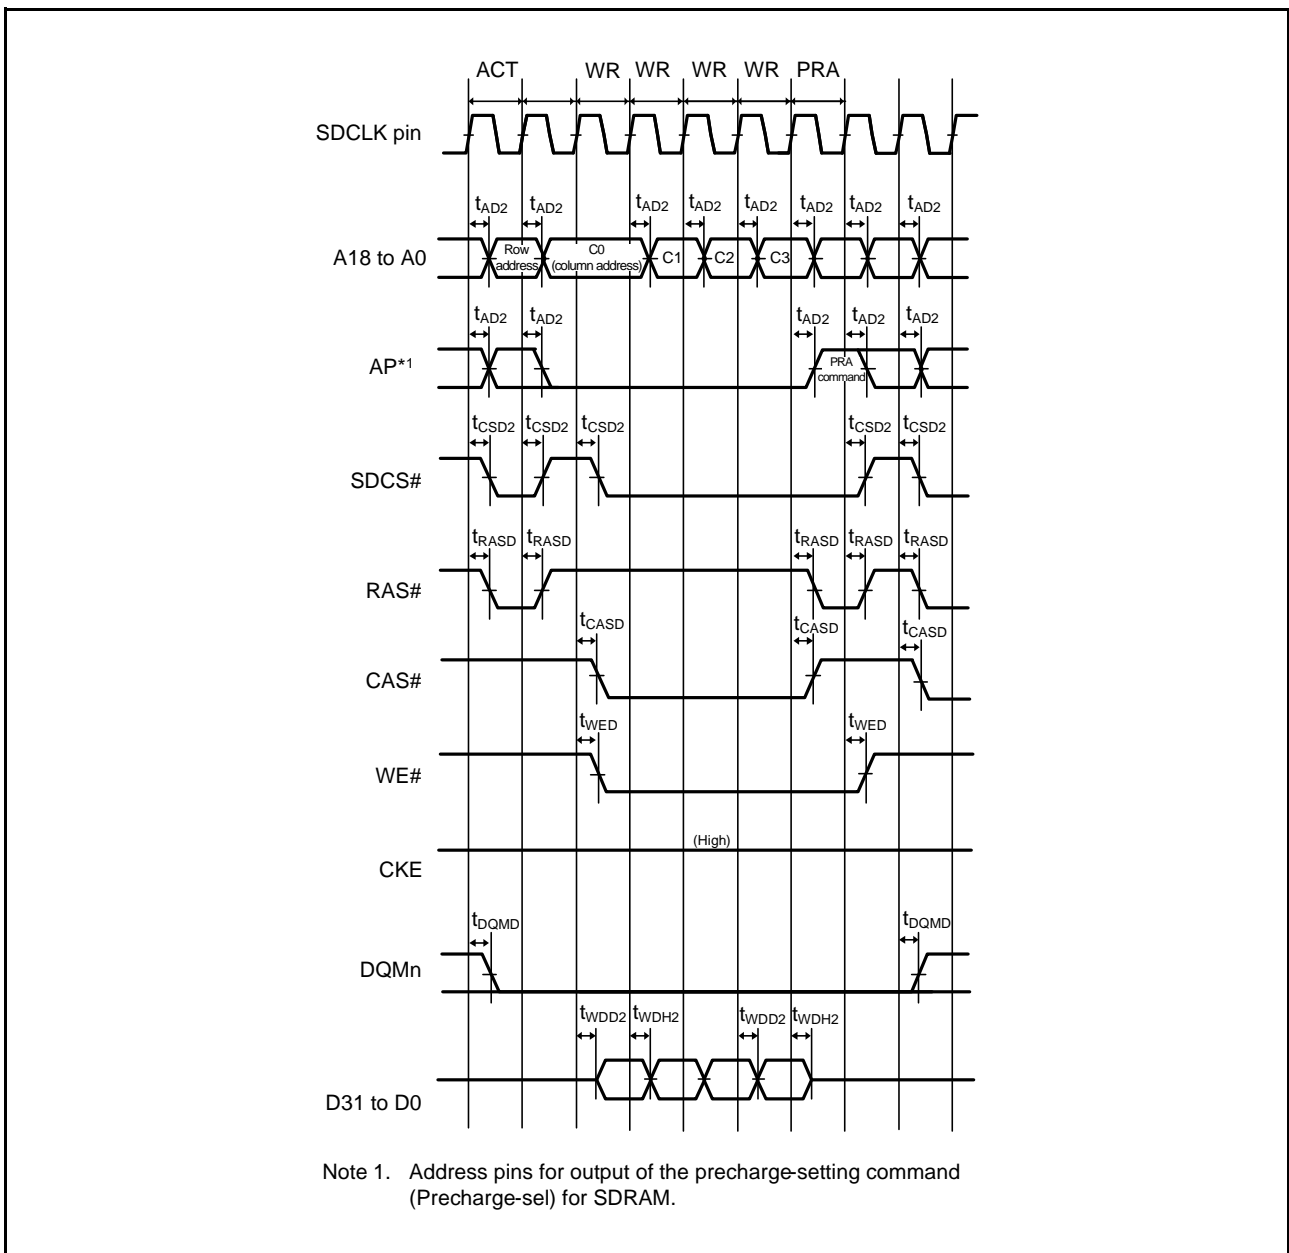 ACT WR WR WR WR PRA
SDCLK pin
tAD2 tAD2 tAD2 tAD2 tAD2 tAD2 tAD2 tAD2
A18 to A0
Row address
C0 (column address)
C1
C2
C3
tAD2 tAD2 tAD2 tAD2 tAD2
AP*1
PRA command
tCSD2 tCSD2 tCSD2 tCSD2 tCSD2
SDCS#
tRASD tRASD tRASD tRASD tRASD
RAS#
tCASD tCASD tCASD
CAS#
tWED tWED
WE#
(High)
CKE
tDQMD tDQMD
DQMn
tWDD2 tWDH2 tWDD2 tWDH2
D31 to D0
Note 1. Address pins for output of the precharge-setting command
(Precharge-sel) for SDRAM.